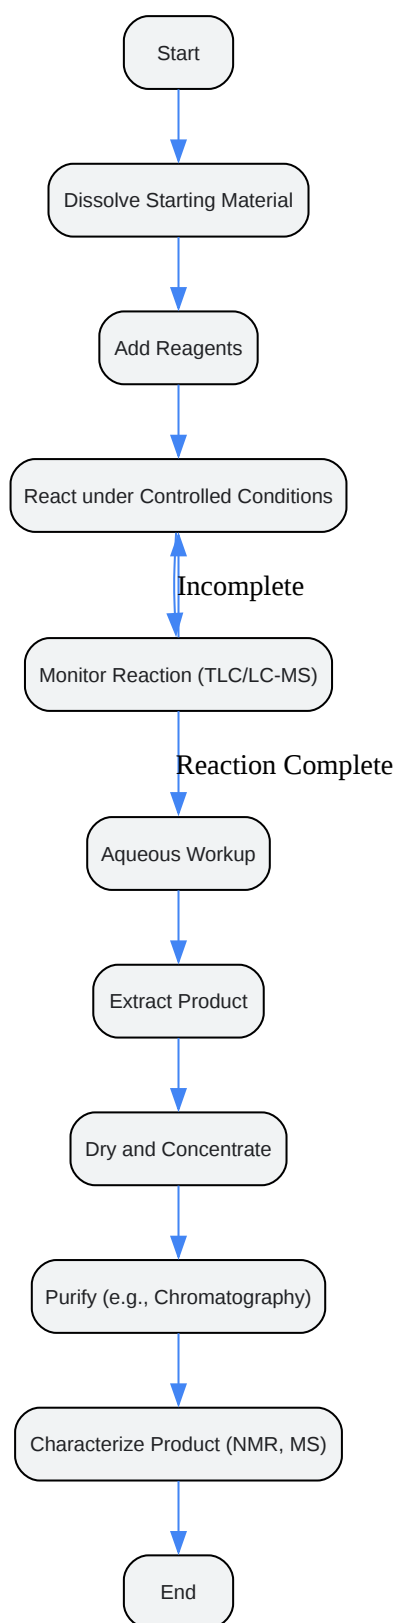 Start
Dissolve Starting Material
Add Reagents
React under Controlled Conditions
Incomplete
Monitor Reaction (TLC/LC-MS)
Reaction Complete
Aqueous Workup
Extract Product
Dry and Concentrate
Purify (e.g., Chromatography)
Characterize Product (NMR, MS)
End